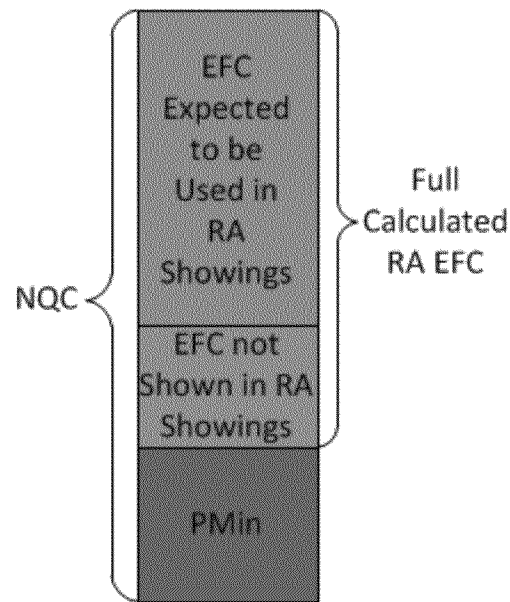 EFC
Expected
to be
Used in
RA
Showings
EFC not
Shown in RA
Showings
PMin
NQC
Full
Calculated
RA EFC